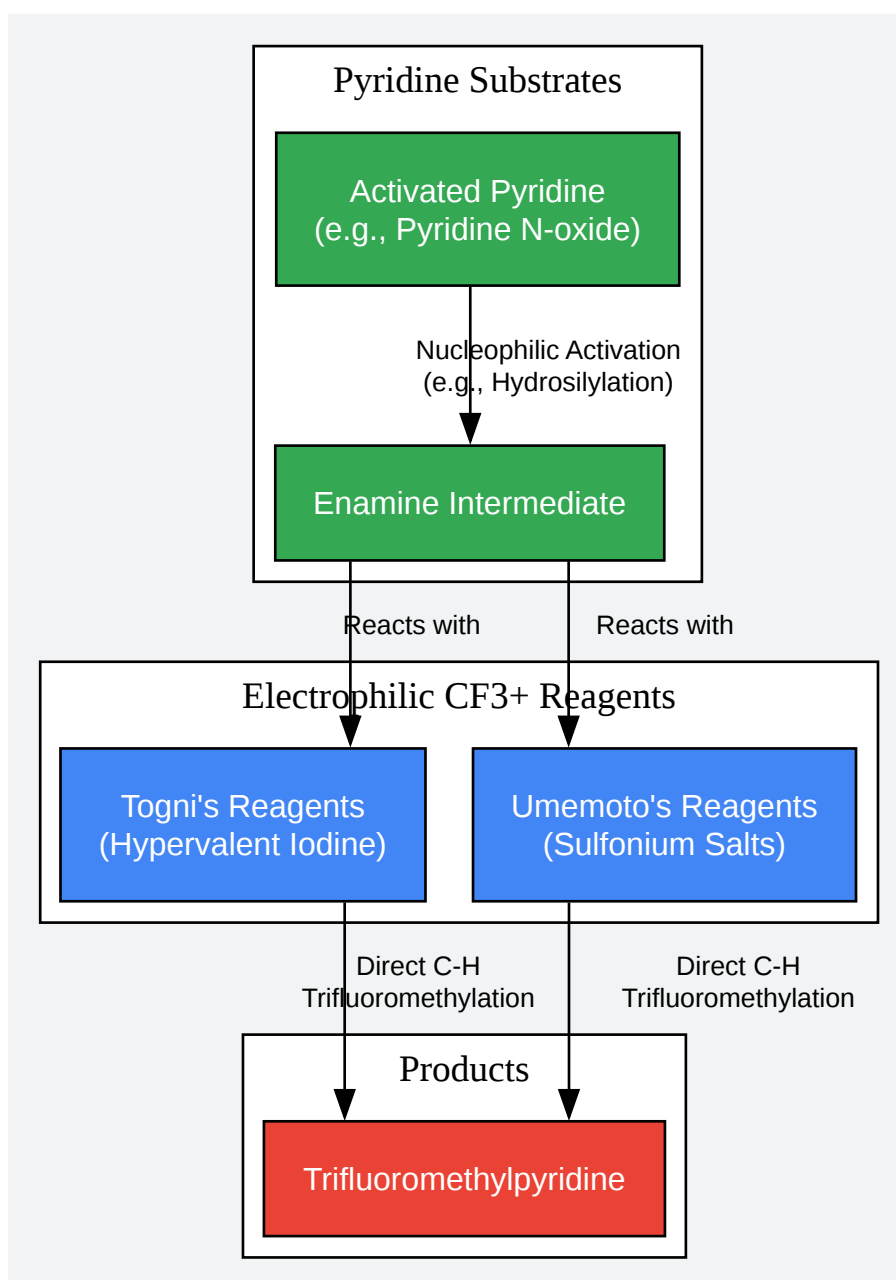 Pyridine Substrates
Activated Pyridine
(e.g., Pyridine N-oxide)
Nucleophilic Activation
(e.g., Hydrosilylation)
Enamine Intermediate
Reacts with
Reacts with
Electrophilic CF3+ Reagents
Togni's Reagents
(Hypervalent Iodine)
Umemoto's Reagents
(Sulfonium Salts)
Direct C-H
Trifluoromethylation
Direct C-H
Trifluoromethylation
Products
Trifluoromethylpyridine